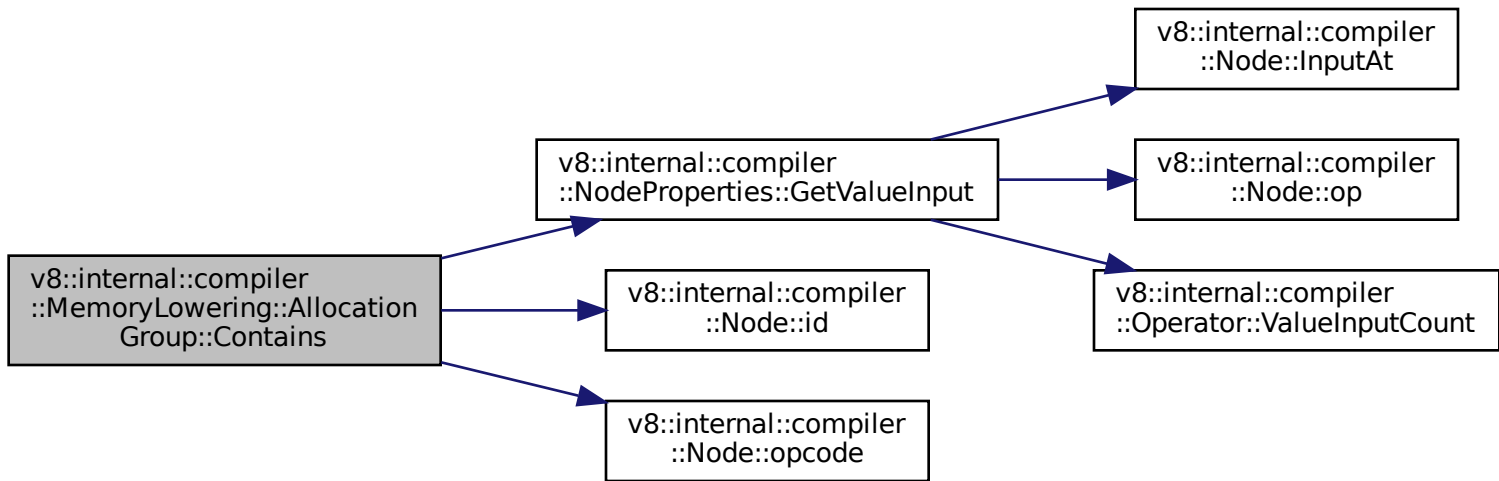 v8::internal::compiler
::MemoryLowering::Allocation
Group::Contains
v8::internal::compiler
::NodeProperties::GetValueInput
v8::internal::compiler
::Node::id
v8::internal::compiler
::Node::opcode
v8::internal::compiler
::Node::InputAt
v8::internal::compiler
::Node::op
v8::internal::compiler
::Operator::ValueInputCount